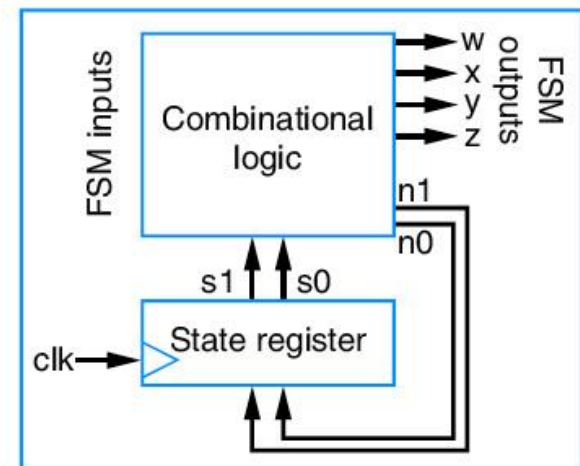 FSM inputs
Combinational
logic
w
x
y
z
FSM
outputs
n1
n0
s1
s0
State register
clk